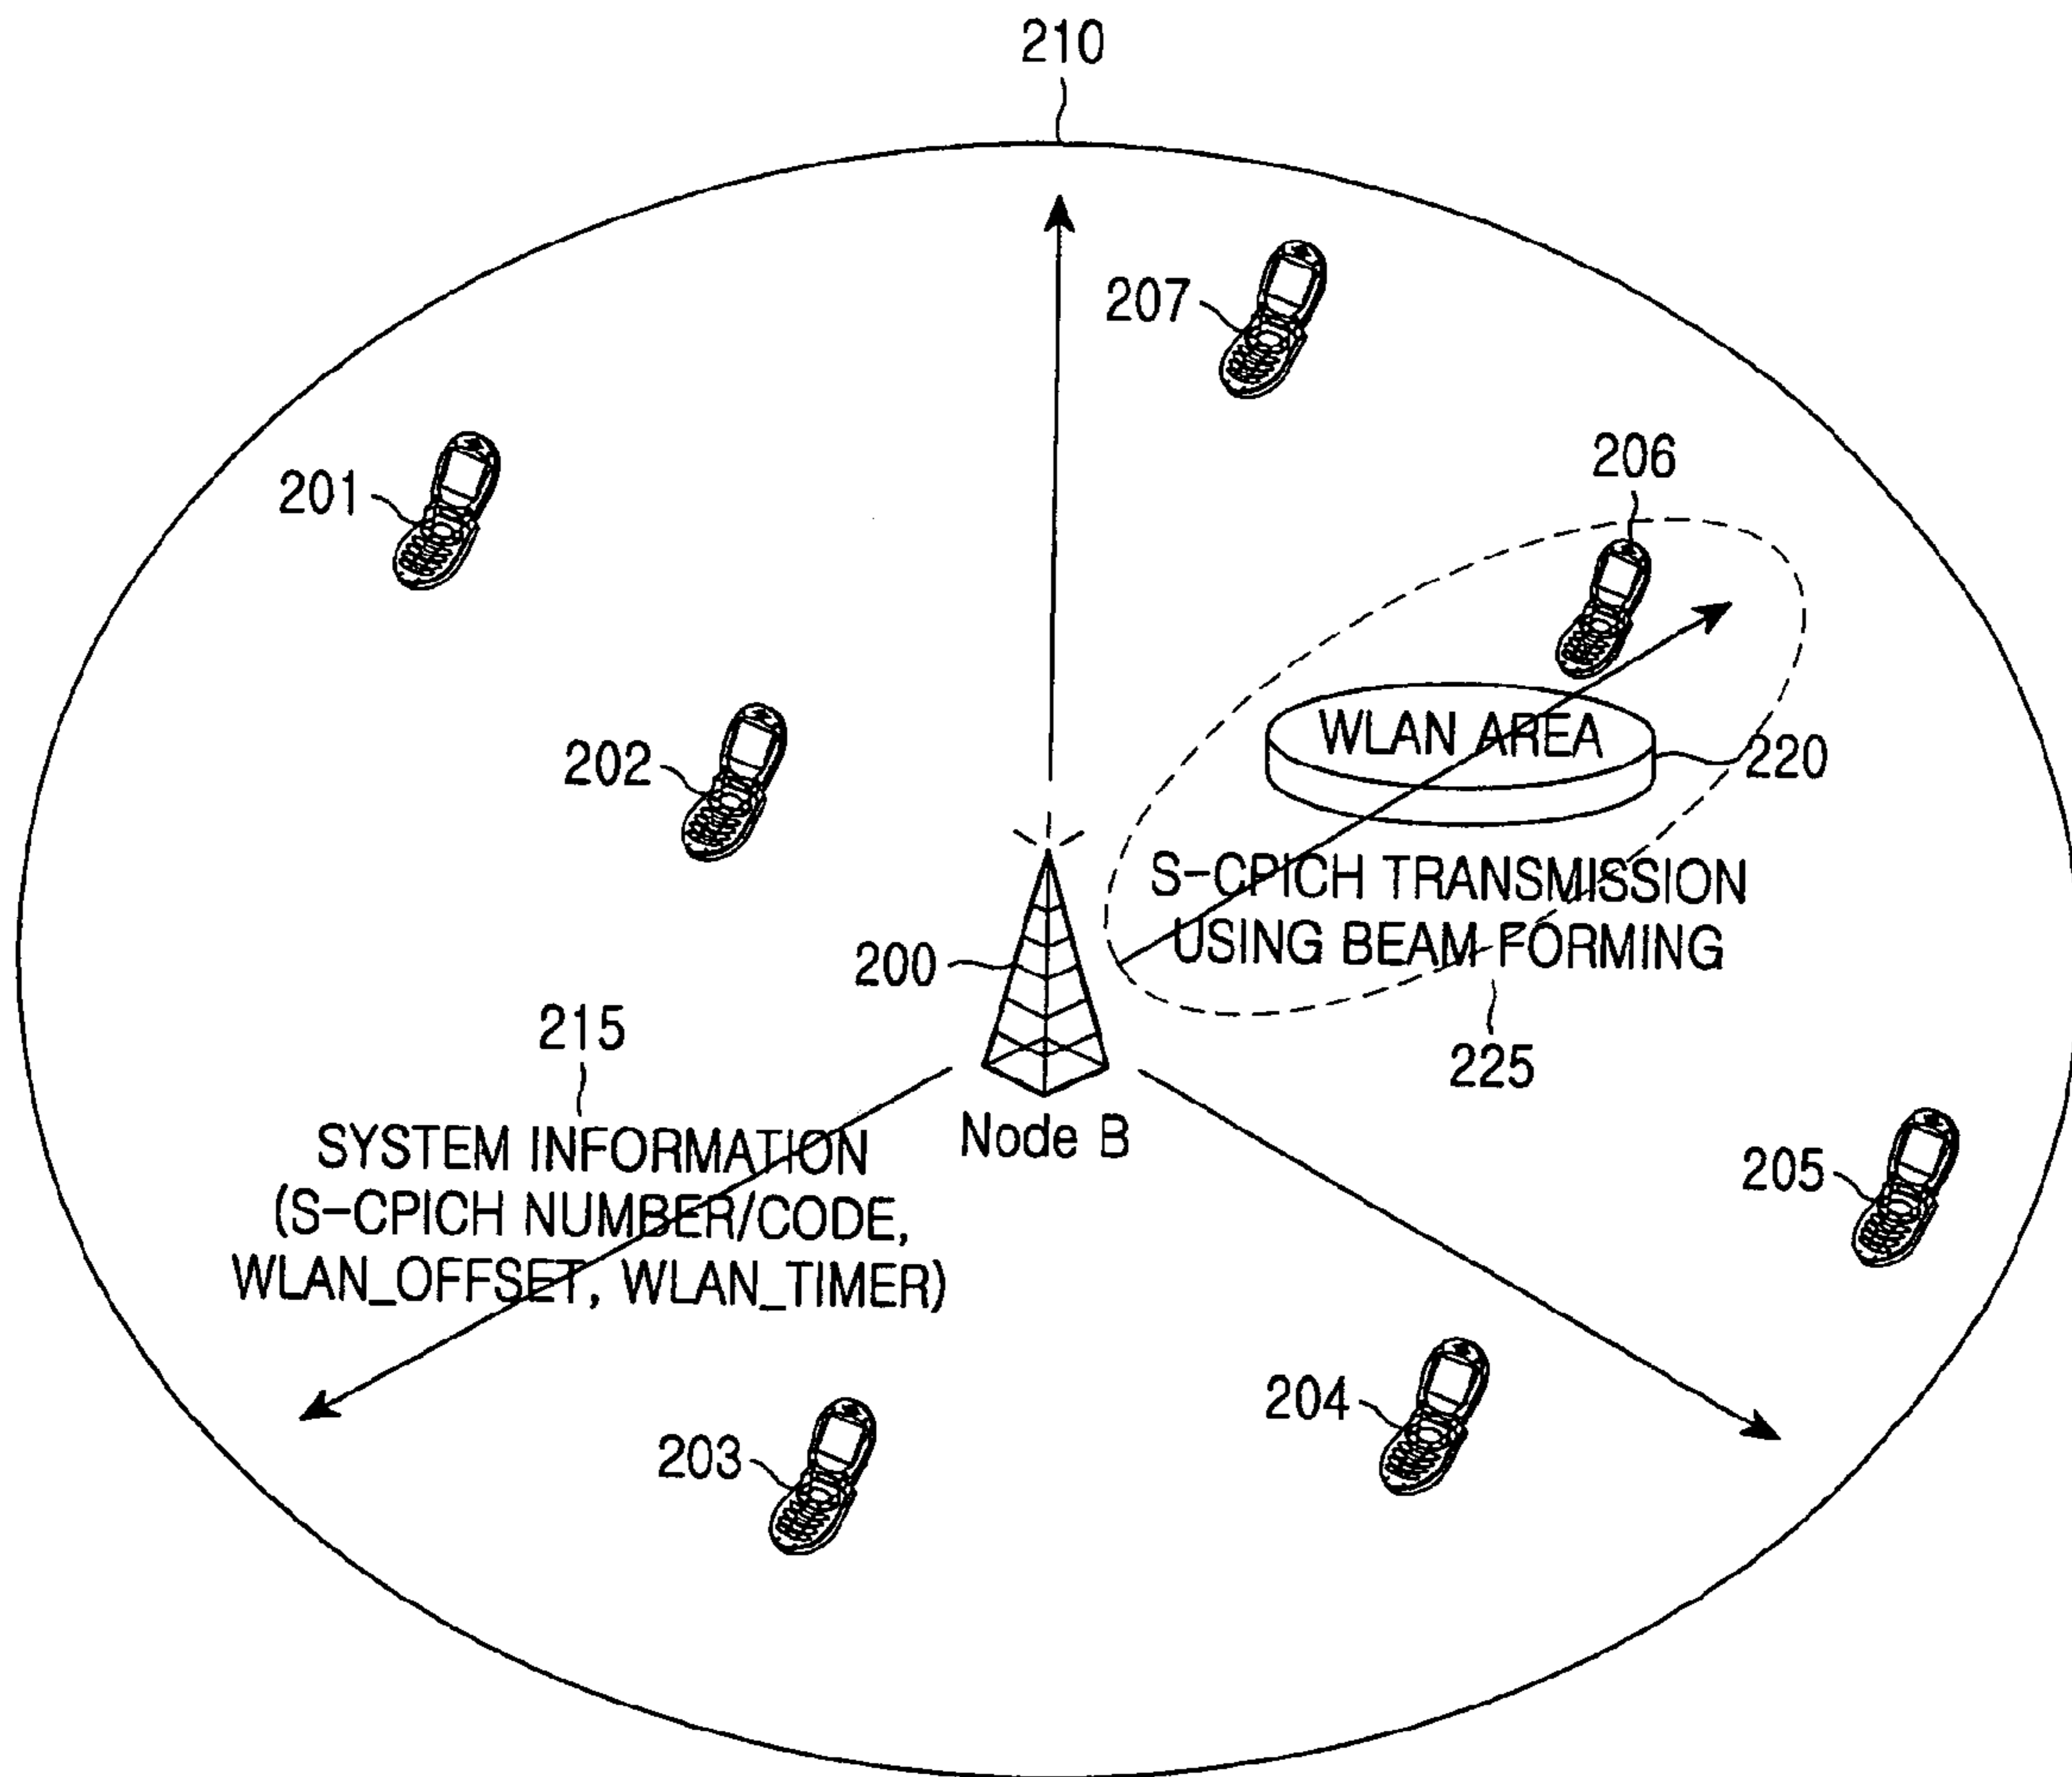 210
207
201
206
202
WLAN AREA
220
S-CPICH TRANSMISSION
USING BEAM FORMING
200
215
225
Node B
SYSTEM INFORMATION
(S-CPICH NUMBER/CODE,
WLAN_OFFSET, WLAN_TIMER)
205
204
203